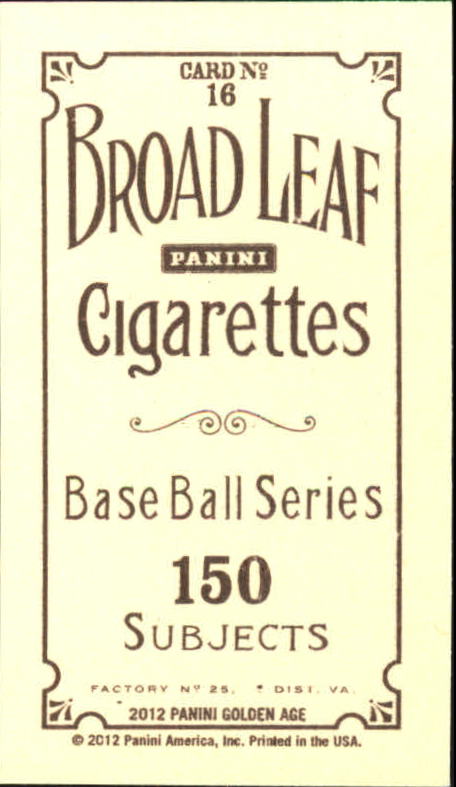 CARD Nº
16
BROAD LEAF
PANINI
Cigarettes
Base Ball Series
150
SUBJECTS
FACTORY Nº 25, DIST. VA.
2012 PANINI GOLDEN AGE
© 2012 Panini America, Inc. Printed in the USA.